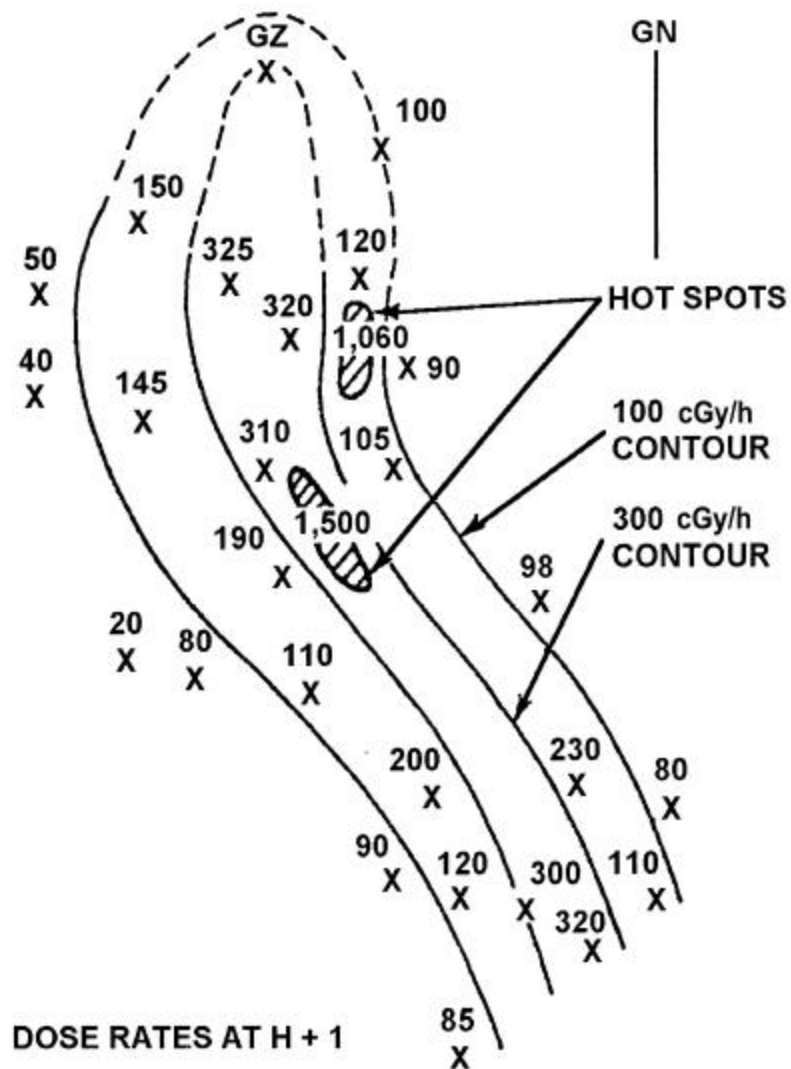 GZ
X
GN
100
X
150
X
50
X
325
X
120
X
HOT SPOTS
320
X
1,060
X 90
40
X
145
X
310
X
105
X
100 cGy/h
CONTOUR
1,500
190
X
300 cGy/h
CONTOUR
98
X
20
X
80
X
110
X
200
X
230
X
80
X
90
X
120
X
300
X
110
X
320
X
85
X
DOSE RATES AT H + 1